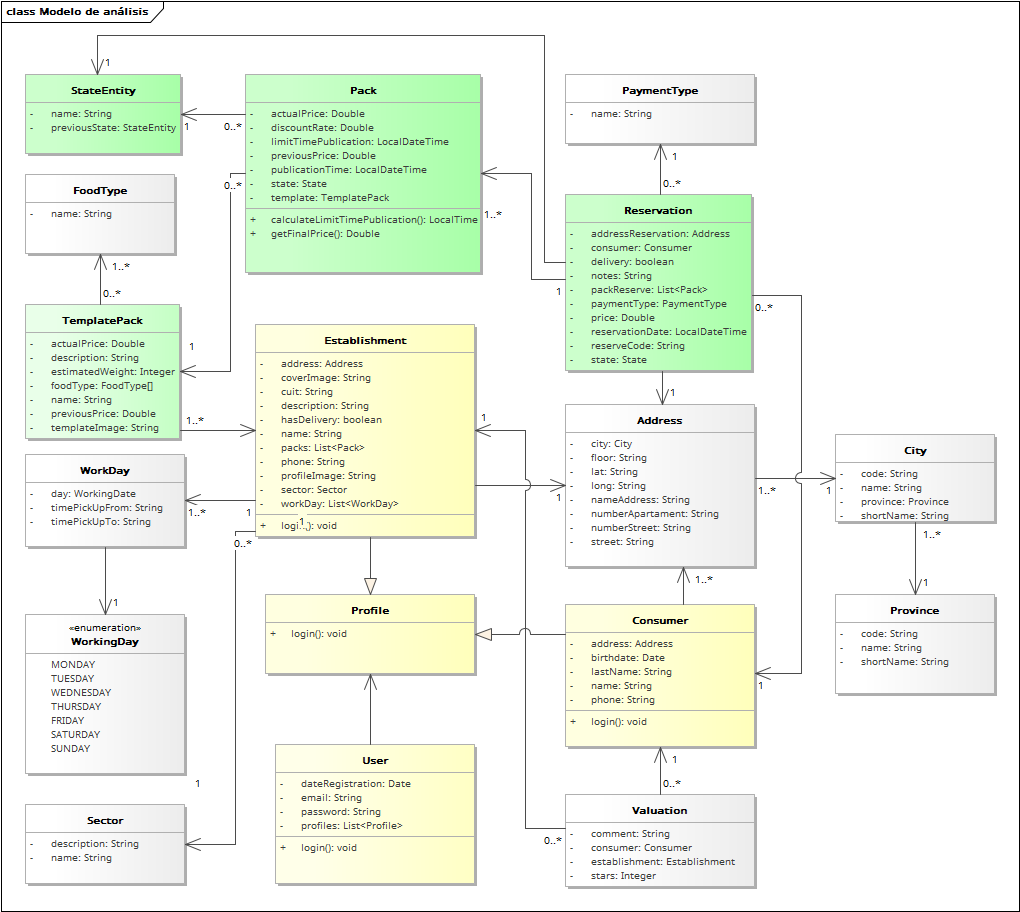 class Modelo de análisis
1
StateEntity
- name: String
- previousState: StateEntity
1
0..*
Pack
- actualPrice: Double
- discountRate: Double
- limitTimePublication: LocalDateTime
- previousPrice: Double
- publicationTime: LocalDateTime
- state: State
- template: TemplatePack
+ calculateLimitTimePublication(): LocalTime
+ getFinalPrice(): Double
0..*
1..*
1
PaymentType
- name: String
1
0..*
FoodType
- name: String
1..*
0..*
Reservation
- addressReservation: Address
- consumer: Consumer
- delivery: boolean
- notes: String
- packReserve: List<Pack>
- paymentType: PaymentType
- price: Double
- reservationDate: LocalDateTime
- reserveCode: String
- state: State
0..*
1
TemplatePack
- actualPrice: Double
- description: String
- estimatedWeight: Integer
- foodType: FoodType[]
- name: String
- previousPrice: Double
- templateImage: String
1
1..*
Establishment
- address: Address
- coverImage: String
- cuit: String
- description: String
- hasDelivery: boolean
- name: String
- packs: List<Pack>
- phone: String
- profileImage: String
- sector: Sector
- workDay: List<WorkDay>
+ login(): void
1
1
1
1
0..*
Address
- city: City
- floor: String
- lat: String
- long: String
- nameAddress: String
- numberApartament: String
- numberStreet: String
- street: String
1..*
1
City
- code: String
- name: String
- province: Province
- shortName: String
1..*
1
WorkDay
- day: WorkingDate
- timePickUpFrom: String
- timePickUpTo: String
1..*
1
«enumeration»
WorkingDay
MONDAY
TUESDAY
WEDNESDAY
THURSDAY
FRIDAY
SATURDAY
SUNDAY
Profile
+ login(): void
1..*
Consumer
- address: Address
- birthdate: Date
- lastName: String
- name: String
- phone: String
+ login(): void
1
1
0..*
Province
- code: String
- name: String
- shortName: String
User
- dateRegistration: Date
- email: String
- password: String
- profiles: List<Profile>
+ login(): void
1
Sector
- description: String
- name: String
0..*
Valuation
- comment: String
- consumer: Consumer
- establishment: Establishment
- stars: Integer